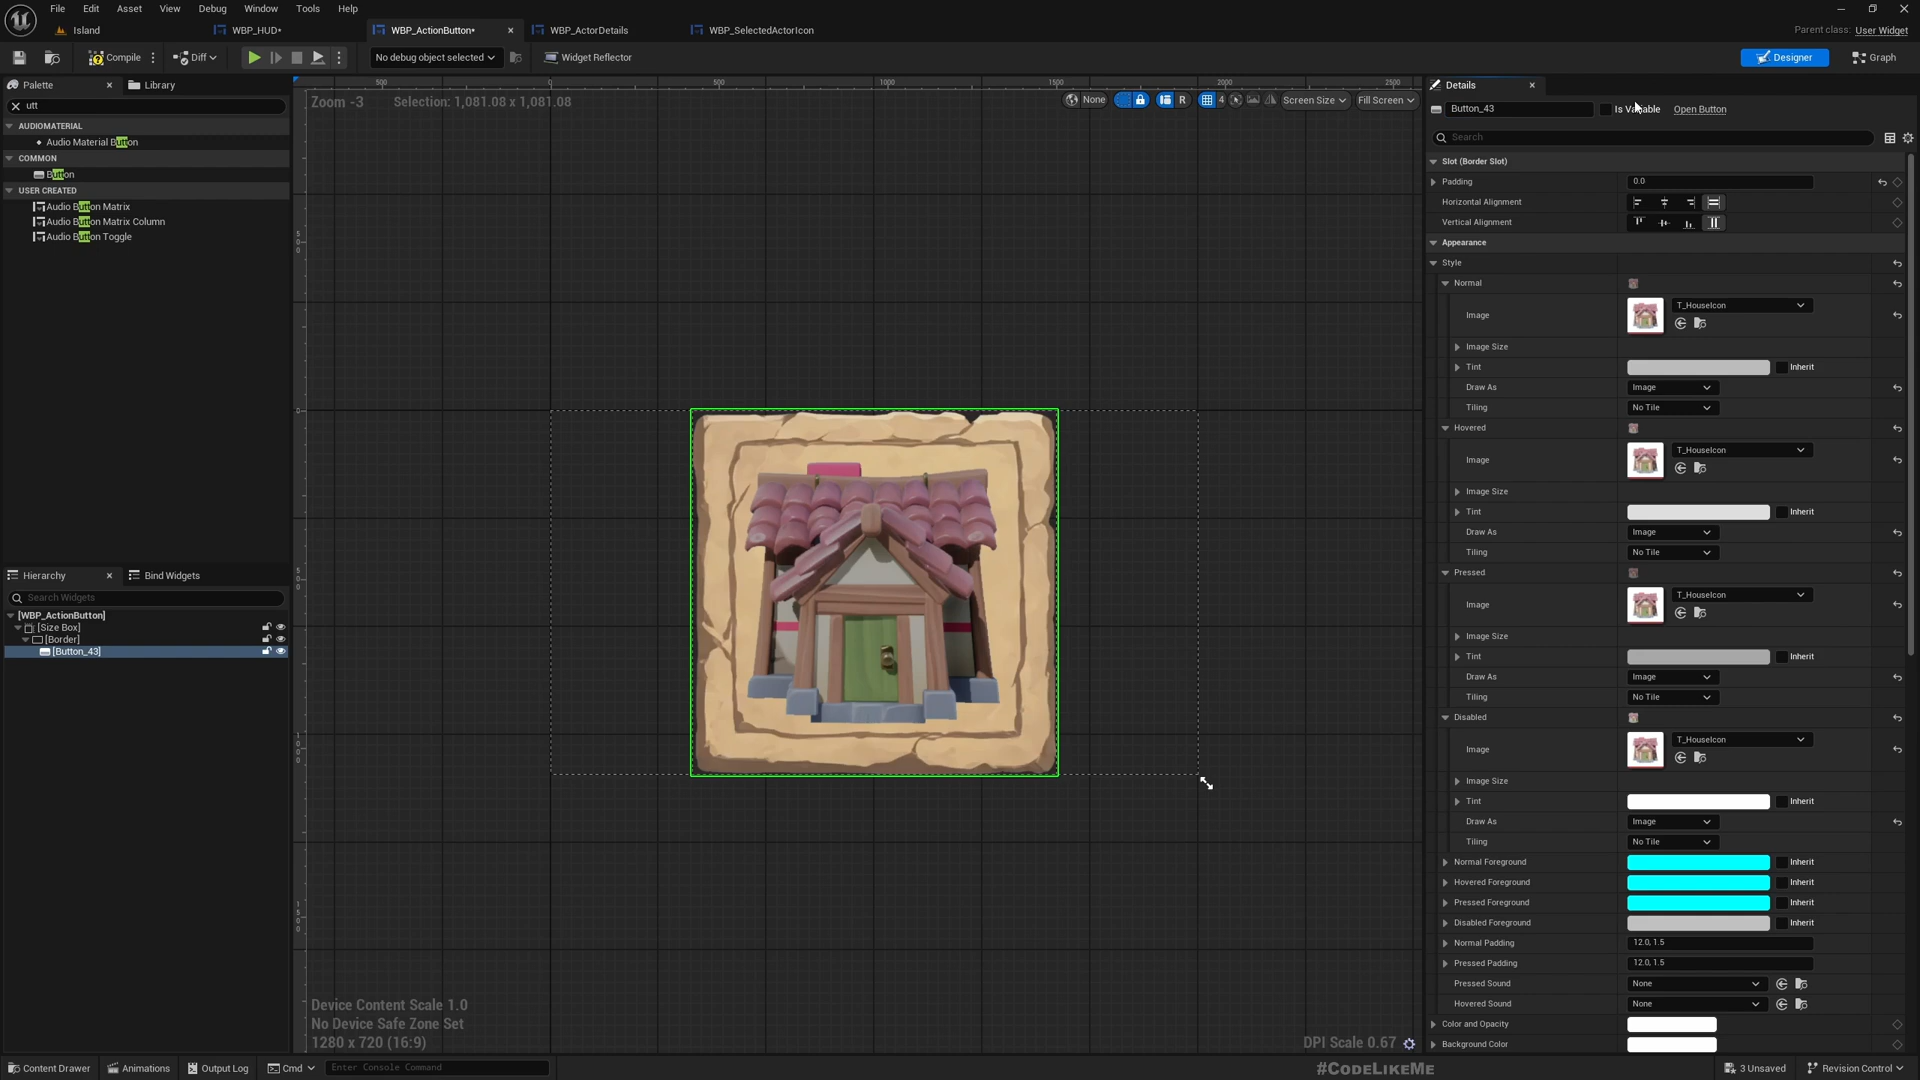 File Edit Asset View Debug Window Tools Help
Island WBP_HUD• WBP_ActionButton• WBP_ActorDetails WBP_SelectedActorIcon Parent class: User Widget
Compile Diff No debug object selected Widget Reflector Designer Graph
Palette Library
utt
AUDIOMATERIAL
Audio Material Button
COMMON
Button
USER CREATED
Audio Button Matrix
Audio Button Matrix Column
Audio Button Toggle
Hierarchy Bind Widgets
Search Widgets
[WBP_ActionButton]
[Size Box]
[Border]
[Button_43]
500 0 500 1000 1500 2000 2500
Zoom -3 Selection: 1,081.08 x 1,081.08
None R 4 Screen Size Fill Screen
0
500
1000
1500
Device Content Scale 1.0
No Device Safe Zone Set
1280 x 720 (16:9)
DPI Scale 0.67
Details
Button_43 Is Variable Open Button
Search
Slot (Border Slot)
Padding 0.0
Horizontal Alignment
Vertical Alignment
Appearance
Style
Normal
Image T_HouseIcon
Image Size
Tint Inherit
Draw As Image
Tiling No Tile
Hovered
Image T_HouseIcon
Image Size
Tint Inherit
Draw As Image
Tiling No Tile
Pressed
Image T_HouseIcon
Image Size
Tint Inherit
Draw As Image
Tiling No Tile
Disabled
Image T_HouseIcon
Image Size
Tint Inherit
Draw As Image
Tiling No Tile
Normal Foreground Inherit
Hovered Foreground Inherit
Pressed Foreground Inherit
Disabled Foreground Inherit
Normal Padding 12.0, 1.5
Pressed Padding 12.0, 1.5
Pressed Sound None
Hovered Sound None
Color and Opacity
Background Color
Content Drawer Animations Output Log Cmd Enter Console Command #CODELIKEME 3 Unsaved Revision Control